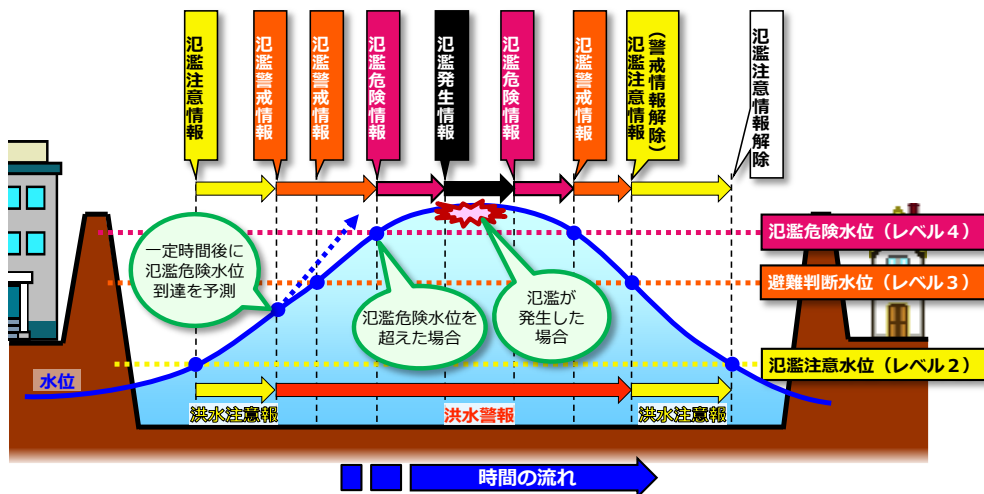 氾濫注意情報
氾濫警戒情報
氾濫警戒情報
氾濫危険情報
氾濫発生情報
氾濫危険情報
氾濫警戒情報
氾濫注意情報
(警戒情報解除)
氾濫注意情報解除
一定時間後に
氾濫危険水位
到達を予測
氾濫危険水位を
超えた場合
氾濫が
発生した
場合
氾濫危険水位(レベル4)
避難判断水位(レベル3)
氾濫注意水位(レベル2)
水位
洪水注意報
洪水警報
洪水注意報
時間の流れ